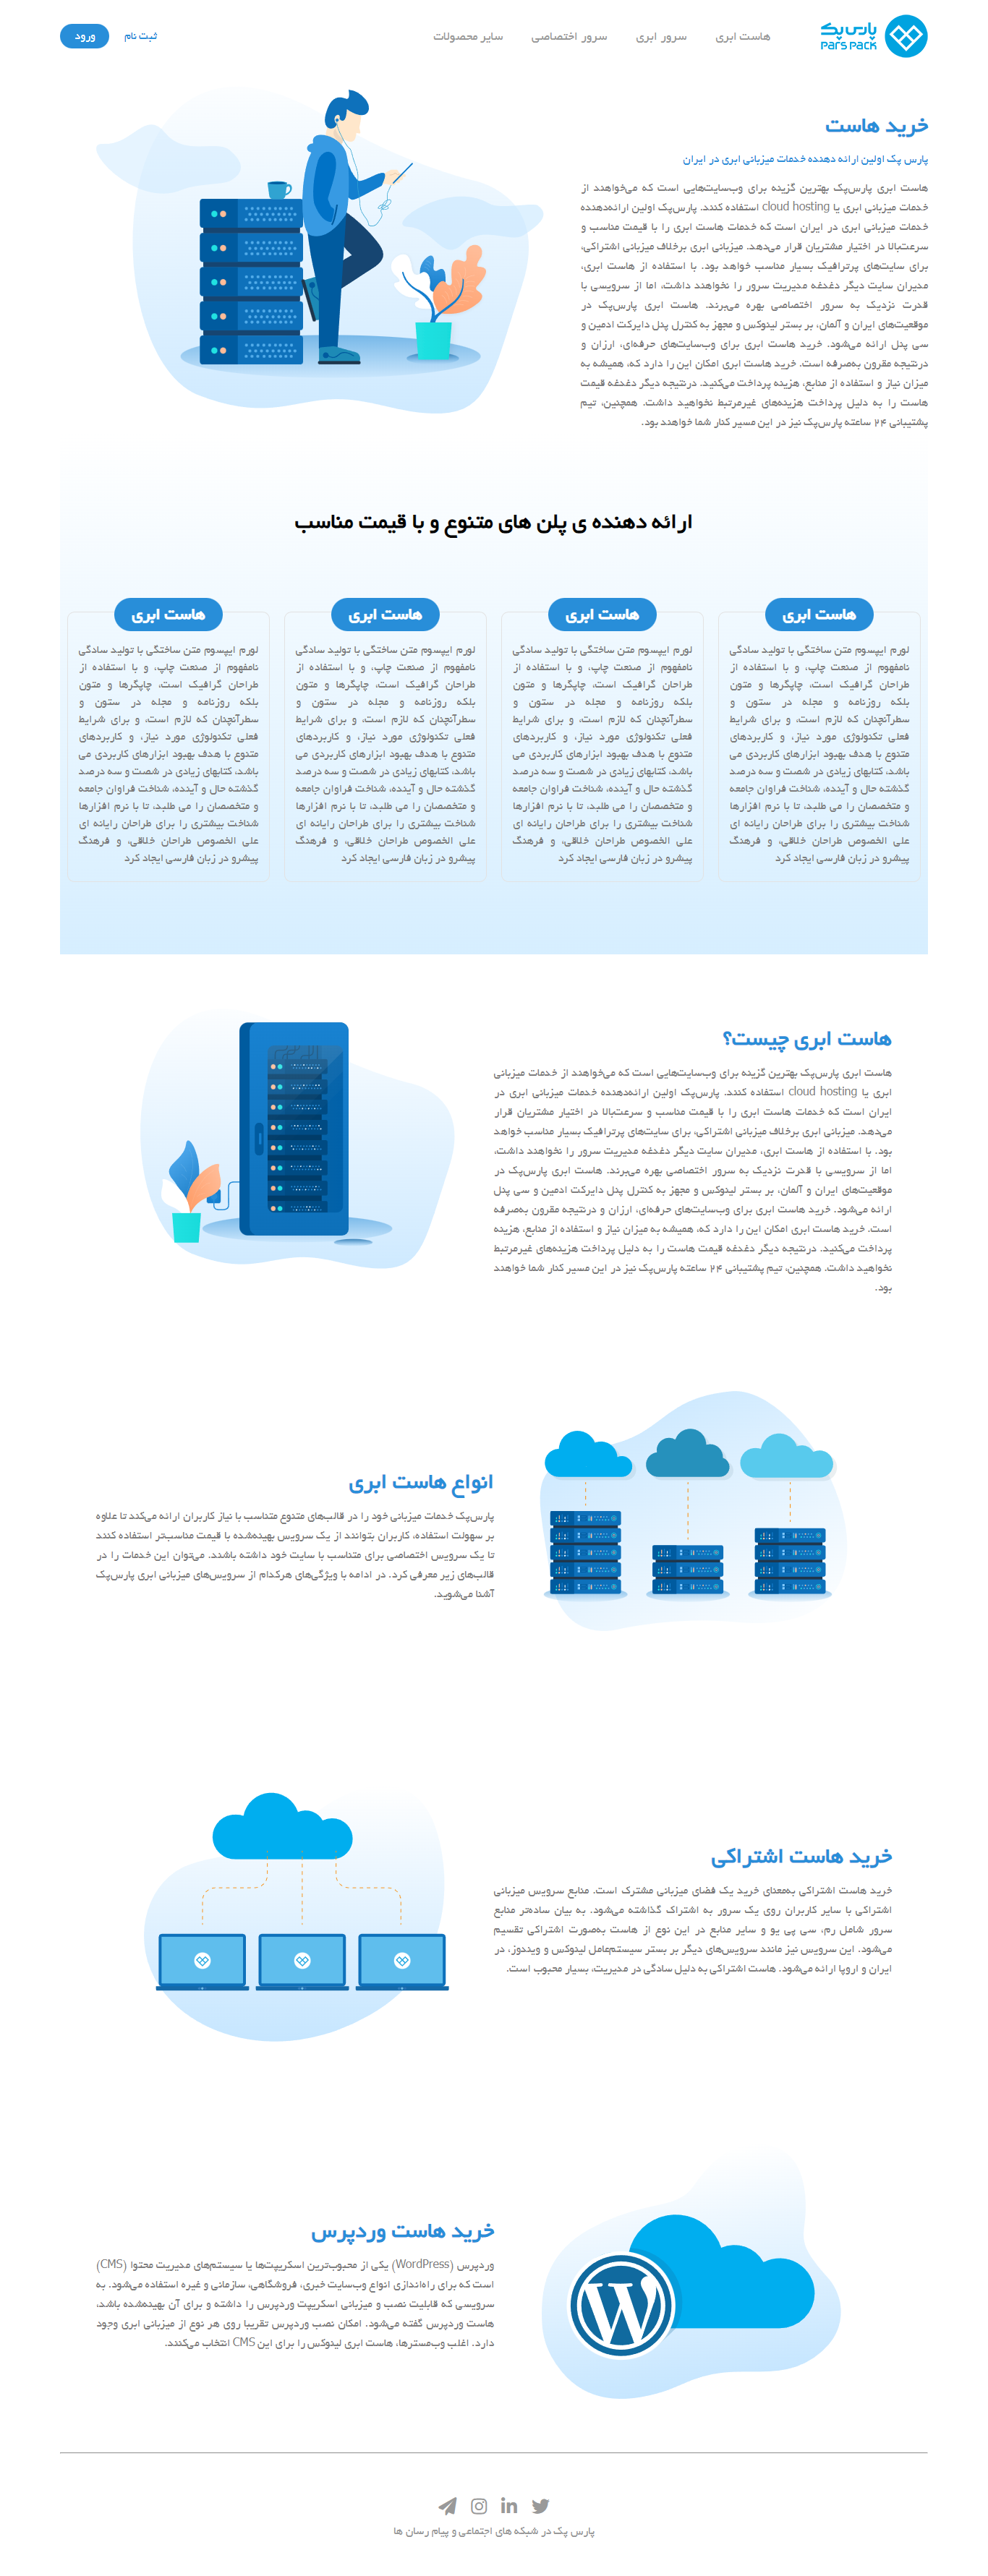 پارس پک
Pars Pack
هاست ابری
سرور ابری
سرور اختصاصی
سایر محصولات
ثبت نام
ورود
خرید هاست
پارس پک اولین ارائه دهنده خدمات میزبانی ابری در ایران
هاست ابری پارس‌پک بهترین گزینه برای وب‌سایت‌هایی است که می‌خواهند از
خدمات میزبانی ابری یا cloud hosting استفاده کنند. پارس‌پک اولین ارائه‌دهنده
خدمات میزبانی ابری در ایران است که خدمات هاست ابری را با قیمت مناسب و
سرعت‌بالا در اختیار مشتریان قرار می‌دهد. میزبانی ابری برخلاف میزبانی اشتراکی،
برای سایت‌های پرترافیک بسیار مناسب خواهد بود. با استفاده از هاست ابری،
مدیران سایت دیگر دغدغه مدیریت سرور را نخواهند داشت، اما از سرویسی با
قدرت نزدیک به سرور اختصاصی بهره می‌برند. هاست ابری پارس‌پک در
موقعیت‌های ایران و آلمان، بر بستر لینوکس و مجهز به کنترل پنل دایرکت ادمین و
سی پنل ارائه می‌شود. خرید هاست ابری برای وب‌سایت‌های حرفه‌ای، ارزان و
درنتیجه مقرون به‌صرفه است. خرید هاست ابری امکان این را دارد که، همیشه به
میزان نیاز و استفاده از منابع، هزینه پرداخت می‌کنید. درنتیجه دیگر دغدغه قیمت
هاست را به دلیل پرداخت هزینه‌های غیرمرتبط نخواهید داشت. همچنین، تیم
پشتیبانی ۲۴ ساعته پارس‌پک نیز در این مسیر کنار شما خواهند بود.
ارائه دهنده ی پلن های متنوع و با قیمت مناسب
هاست ابری
لورم ایپسوم متن ساختگی با تولید سادگی
نامفهوم از صنعت چاپ، و با استفاده از
طراحان گرافیک است، چاپگرها و متون
بلکه روزنامه و مجله در ستون و
سطرآنچنان که لازم است، و برای شرایط
فعلی تکنولوژی مورد نیاز، و کاربردهای
متنوع با هدف بهبود ابزارهای کاربردی می
باشد، کتابهای زیادی در شصت و سه درصد
گذشته حال و آینده، شناخت فراوان جامعه
و متخصصان را می طلبد، تا با نرم افزارها
شناخت بیشتری را برای طراحان رایانه ای
علی الخصوص طراحان خلاقی، و فرهنگ
پیشرو در زبان فارسی ایجاد کرد
هاست ابری
لورم ایپسوم متن ساختگی با تولید سادگی
نامفهوم از صنعت چاپ، و با استفاده از
طراحان گرافیک است، چاپگرها و متون
بلکه روزنامه و مجله در ستون و
سطرآنچنان که لازم است، و برای شرایط
فعلی تکنولوژی مورد نیاز، و کاربردهای
متنوع با هدف بهبود ابزارهای کاربردی می
باشد، کتابهای زیادی در شصت و سه درصد
گذشته حال و آینده، شناخت فراوان جامعه
و متخصصان را می طلبد، تا با نرم افزارها
شناخت بیشتری را برای طراحان رایانه ای
علی الخصوص طراحان خلاقی، و فرهنگ
پیشرو در زبان فارسی ایجاد کرد
هاست ابری
لورم ایپسوم متن ساختگی با تولید سادگی
نامفهوم از صنعت چاپ، و با استفاده از
طراحان گرافیک است، چاپگرها و متون
بلکه روزنامه و مجله در ستون و
سطرآنچنان که لازم است، و برای شرایط
فعلی تکنولوژی مورد نیاز، و کاربردهای
متنوع با هدف بهبود ابزارهای کاربردی می
باشد، کتابهای زیادی در شصت و سه درصد
گذشته حال و آینده، شناخت فراوان جامعه
و متخصصان را می طلبد، تا با نرم افزارها
شناخت بیشتری را برای طراحان رایانه ای
علی الخصوص طراحان خلاقی، و فرهنگ
پیشرو در زبان فارسی ایجاد کرد
هاست ابری
لورم ایپسوم متن ساختگی با تولید سادگی
نامفهوم از صنعت چاپ، و با استفاده از
طراحان گرافیک است، چاپگرها و متون
بلکه روزنامه و مجله در ستون و
سطرآنچنان که لازم است، و برای شرایط
فعلی تکنولوژی مورد نیاز، و کاربردهای
متنوع با هدف بهبود ابزارهای کاربردی می
باشد، کتابهای زیادی در شصت و سه درصد
گذشته حال و آینده، شناخت فراوان جامعه
و متخصصان را می طلبد، تا با نرم افزارها
شناخت بیشتری را برای طراحان رایانه ای
علی الخصوص طراحان خلاقی، و فرهنگ
پیشرو در زبان فارسی ایجاد کرد
هاست ابری چیست؟
هاست ابری پارس‌پک بهترین گزینه برای وب‌سایت‌هایی است که می‌خواهند از خدمات میزبانی
ابری یا cloud hosting استفاده کنند. پارس‌پک اولین ارائه‌دهنده خدمات میزبانی ابری در
ایران است که خدمات هاست ابری را با قیمت مناسب و سرعت‌بالا در اختیار مشتریان قرار
می‌دهد. میزبانی ابری برخلاف میزبانی اشتراکی، برای سایت‌های پرترافیک بسیار مناسب خواهد
بود. با استفاده از هاست ابری، مدیران سایت دیگر دغدغه مدیریت سرور را نخواهند داشت،
اما از سرویسی با قدرت نزدیک به سرور اختصاصی بهره می‌برند. هاست ابری پارس‌پک در
موقعیت‌های ایران و آلمان، بر بستر لینوکس و مجهز به کنترل پنل دایرکت ادمین و سی پنل
ارائه می‌شود. خرید هاست ابری برای وب‌سایت‌های حرفه‌ای، ارزان و درنتیجه مقرون به‌صرفه
است. خرید هاست ابری امکان این را دارد که، همیشه به میزان نیاز و استفاده از منابع، هزینه
پرداخت می‌کنید. درنتیجه دیگر دغدغه قیمت هاست را به دلیل پرداخت هزینه‌های غیرمرتبط
نخواهید داشت. همچنین، تیم پشتیبانی ۲۴ ساعته پارس‌پک نیز در این مسیر کنار شما خواهند
بود.
انواع هاست ابری
پارس‌پک خدمات میزبانی خود را در قالب‌های متنوع متناسب با نیاز کاربران ارائه می‌کند تا علاوه
بر سهولت استفاده، کاربران بتوانند از یک سرویس بهینه‌شده با قیمت مناسب‌تر استفاده کنند
تا یک سرویس اختصاصی برای متناسب با سایت خود داشته باشند. می‌توان این خدمات را در
قالب‌های زیر معرفی کرد. در ادامه با ویژگی‌های هرکدام از سرویس‌های میزبانی ابری پارس‌پک
آشنا می‌شوید.
خرید هاست اشتراکی
خرید هاست اشتراکی به‌معنای خرید یک فضای میزبانی مشترک است. منابع سرویس میزبانی
اشتراکی با سایر کاربران روی یک سرور به اشتراک گذاشته می‌شود. به بیان ساده‌تر منابع
سرور شامل رم، سی پی یو و سایر منابع در این نوع از هاست به‌صورت اشتراکی تقسیم
می‌شود. این سرویس نیز مانند سرویس‌های دیگر بر بستر سیستم‌عامل لینوکس و ویندوز، در
ایران و اروپا ارائه می‌شود. هاست اشتراکی به دلیل سادگی در مدیریت، بسیار محبوب است.
خرید هاست وردپرس
وردپرس (WordPress) یکی از محبوب‌ترین اسکریپت‌ها یا سیستم‌های مدیریت محتوا (CMS)
است که برای راه‌اندازی انواع وب‌سایت خبری، فروشگاهی، سازمانی و غیره استفاده می‌شود. به
سرویسی که قابلیت نصب و میزبانی اسکریپت وردپرس را داشته و برای آن بهینه‌شده باشد،
هاست وردپرس گفته می‌شود. امکان نصب وردپرس تقریبا روی هر نوع از میزبانی ابری وجود
دارد. اغلب وب‌مسترها، هاست ابری لینوکس را برای این CMS انتخاب می‌کنند.
پارس پک در شبکه های اجتماعی و پیام رسان ها